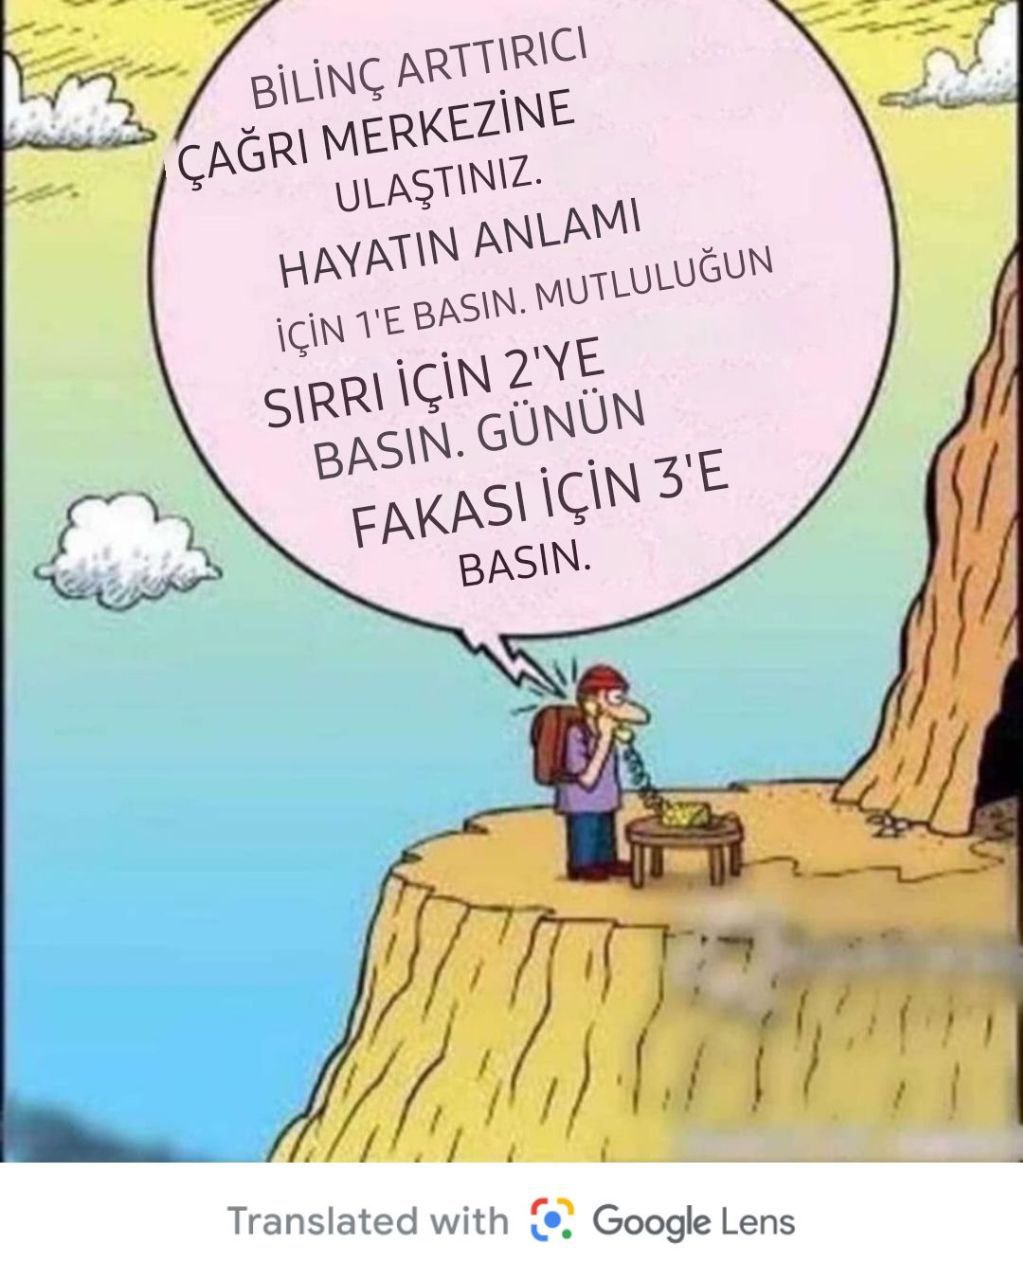 BİLİNÇ ARTTIRICI
ÇAĞRI MERKEZİNE
ULAŞTINIZ.
HAYATIN ANLAMI
İÇİN 1'E BASIN. MUTLULUĞUN
SIRRI İÇİN 2'YE
BASIN. GÜNÜN
FAKASI İÇİN 3'E
BASIN.
Translated with Google Lens